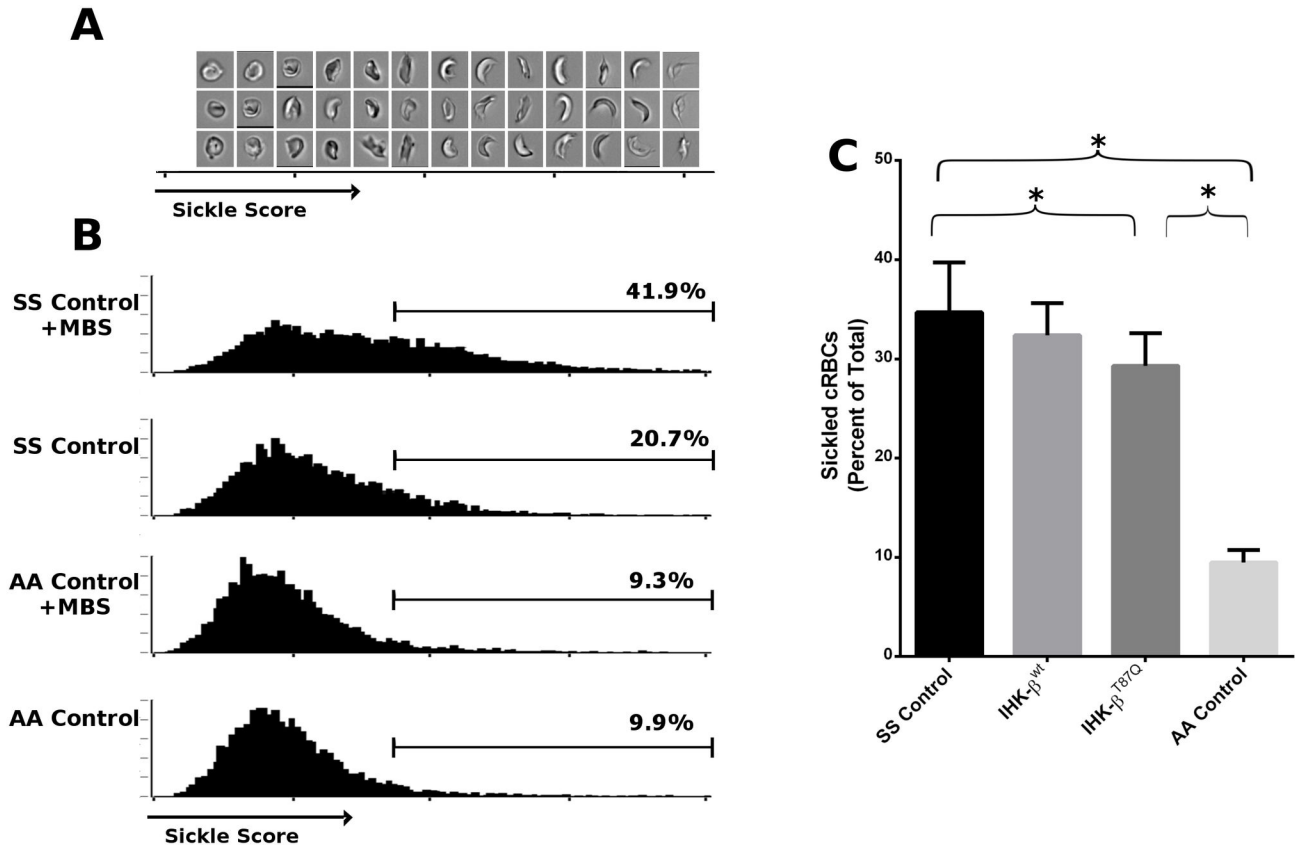 A
Sickle Score
B
SS Control
+MBS
41.9%
SS Control
20.7%
AA Control
+MBS
9.3%
AA Control
9.9%
Sickle Score
C
50
40
30
20
10
0
Sickled cRBCs
(Percent of Total)
*
*
*
SS Control
IHK-β^wt
IHK-β^T87Q
AA Control